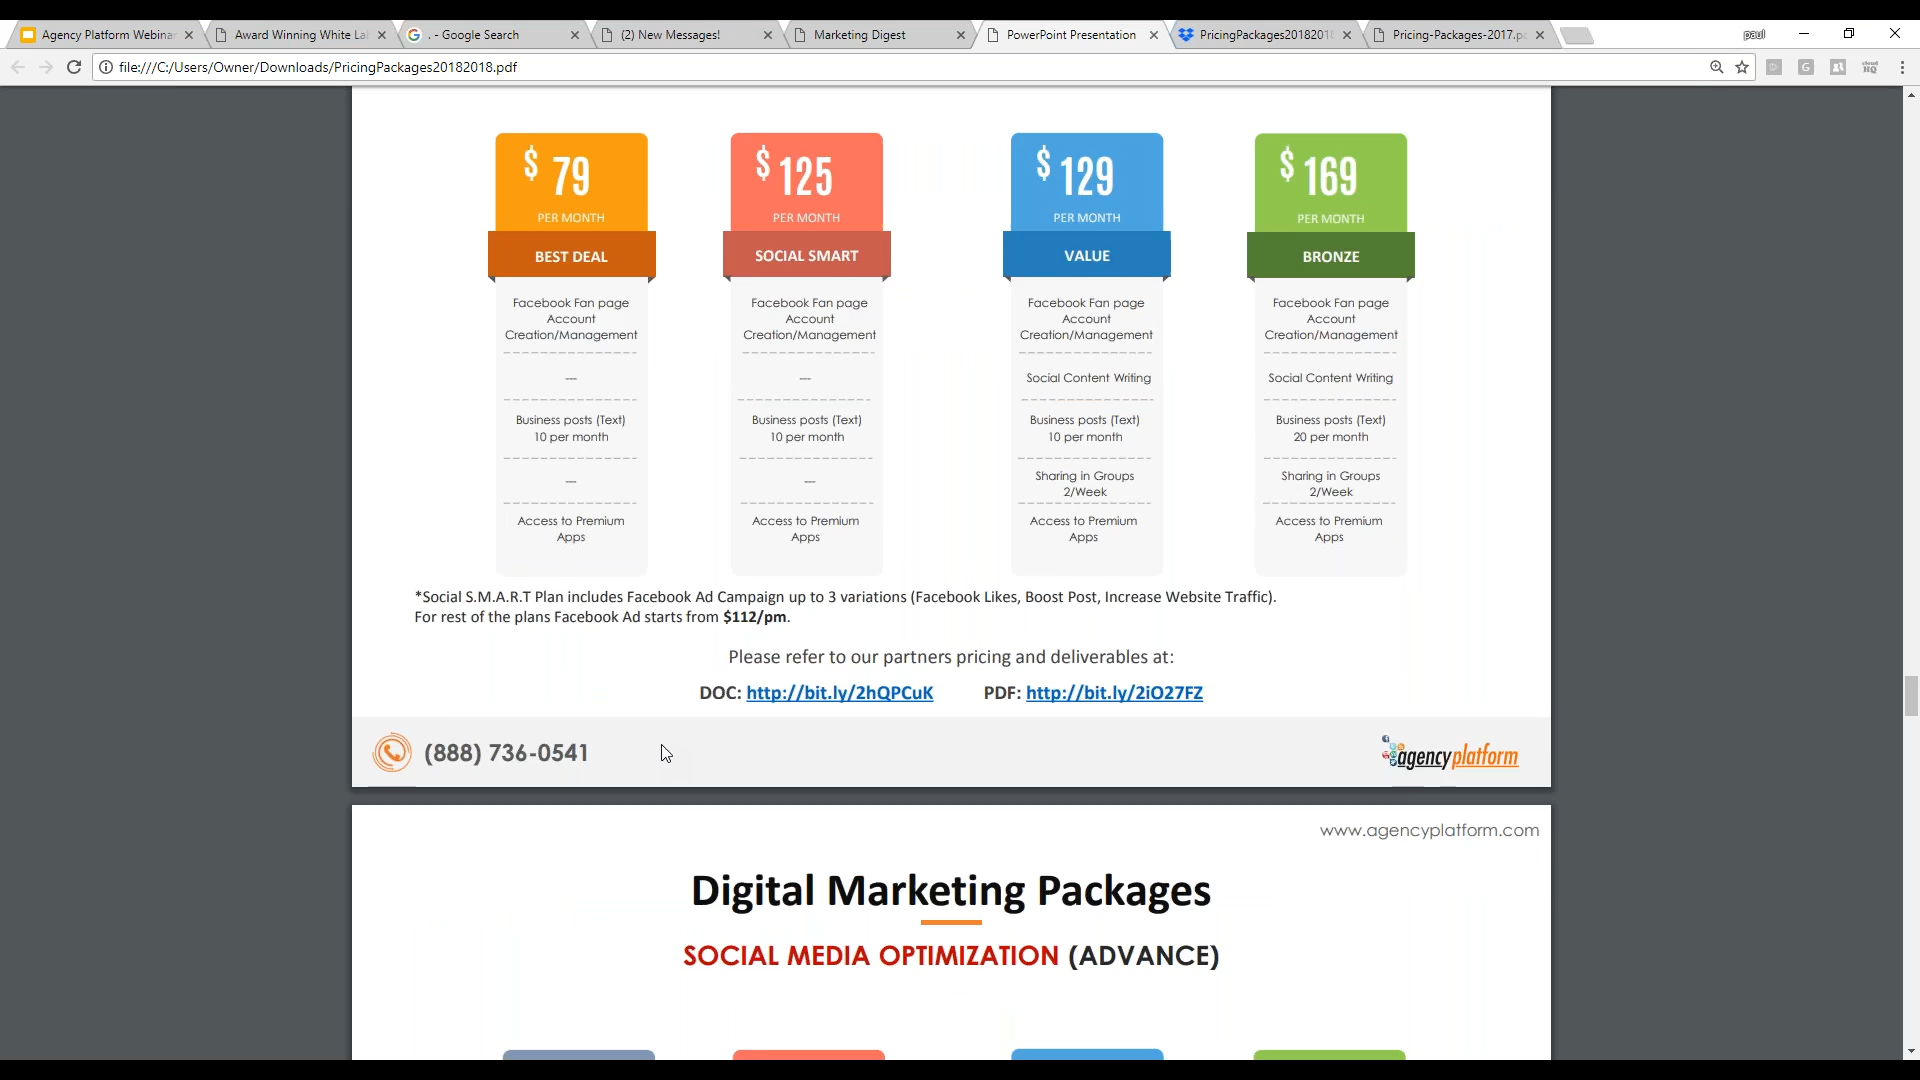 Agency Platform Webina
Award Winning White La
. - Google Search
(2) New Messages!
Marketing Digest
PowerPoint Presentation
PricingPackages2018201
Pricing-Packages-2017.p
paul
file:///C:/Users/Owner/Downloads/PricingPackages20182018.pdf
$ 79
PER MONTH
BEST DEAL
Facebook Fan page
Account
Creation/Management
---
Business posts (Text)
10 per month
---
Access to Premium
Apps
$ 125
PER MONTH
SOCIAL SMART
Facebook Fan page
Account
Creation/Management
---
Business posts (Text)
10 per month
---
Access to Premium
Apps
$ 129
PER MONTH
VALUE
Facebook Fan page
Account
Creation/Management
Social Content Writing
Business posts (Text)
10 per month
Sharing in Groups
2/Week
Access to Premium
Apps
$ 169
PER MONTH
BRONZE
Facebook Fan page
Account
Creation/Management
Social Content Writing
Business posts (Text)
20 per month
Sharing in Groups
2/Week
Access to Premium
Apps
*Social S.M.A.R.T Plan includes Facebook Ad Campaign up to 3 variations (Facebook Likes, Boost Post, Increase Website Traffic).
For rest of the plans Facebook Ad starts from $112/pm.
Please refer to our partners pricing and deliverables at:
DOC: http://bit.ly/2hQPCuK PDF: http://bit.ly/2iO27FZ
(888) 736-0541
agencyplatform
www.agencyplatform.com
Digital Marketing Packages
SOCIAL MEDIA OPTIMIZATION (ADVANCE)